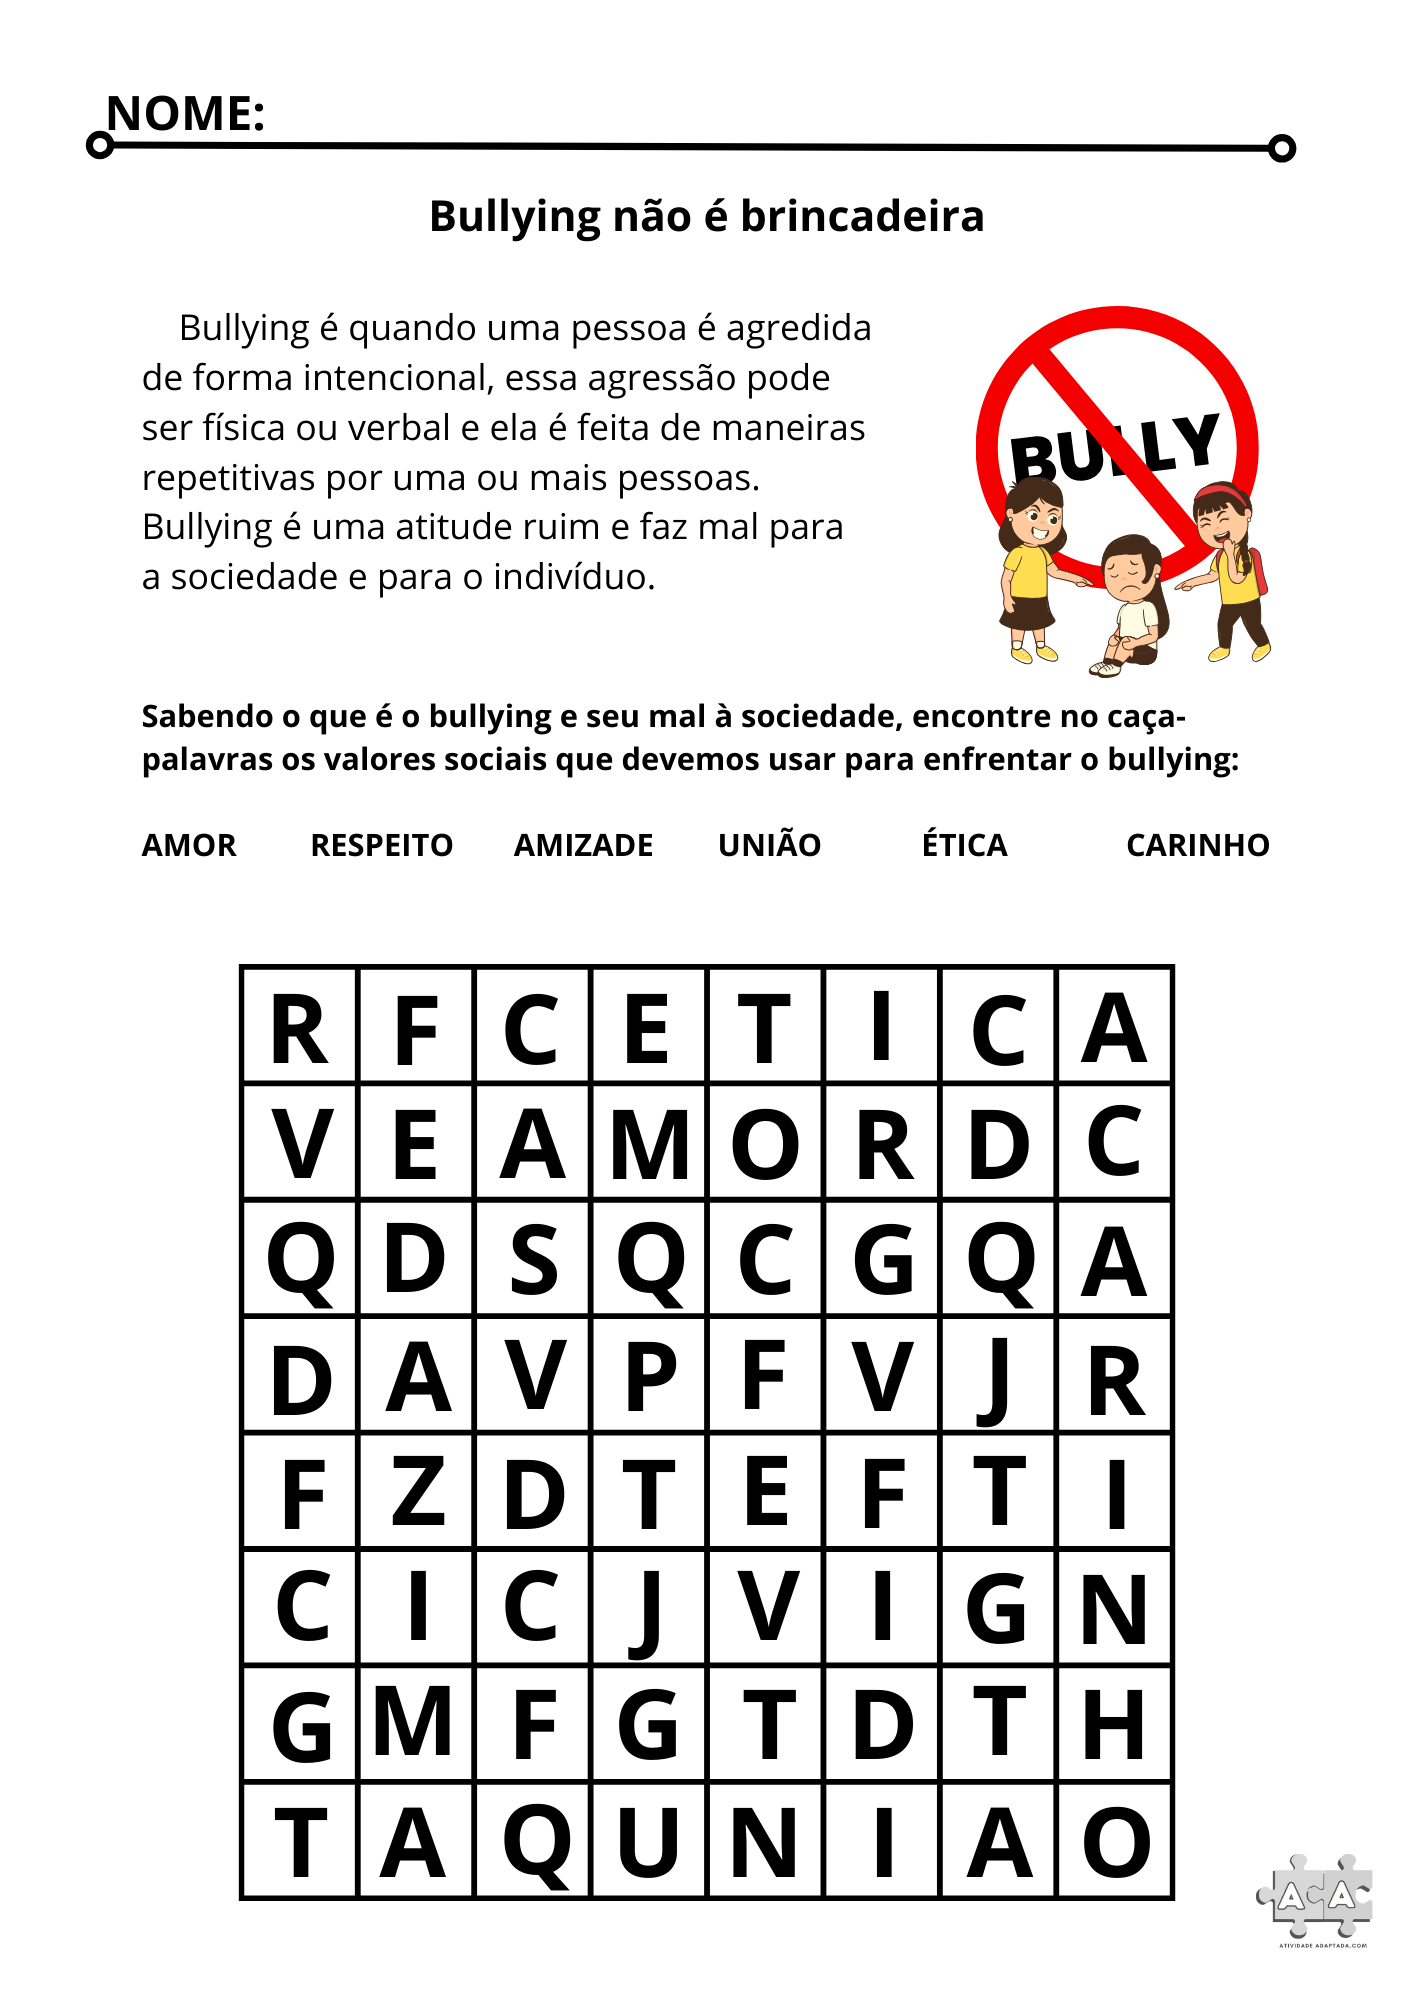 NOME:
Bullying não é brincadeira
Bullying é quando uma pessoa é agredida
de forma intencional, essa agressão pode
ser física ou verbal e ela é feita de maneiras
repetitivas por uma ou mais pessoas.
Bullying é uma atitude ruim e faz mal para
a sociedade e para o indivíduo.
BULLY
Sabendo o que é o bullying e seu mal à sociedade, encontre no caça-
palavras os valores sociais que devemos usar para enfrentar o bullying:
AMOR RESPEITO AMIZADE UNIÃO ÉTICA CARINHO
R F C E T I C A
V E A M O R D C
Q D S Q C G Q A
D A V P F V J R
F Z D T E F T I
C I C J V I G N
G M F G T D T H
T A Q U N I A O
A A
ATIVIDADE ADAPTADA.COM